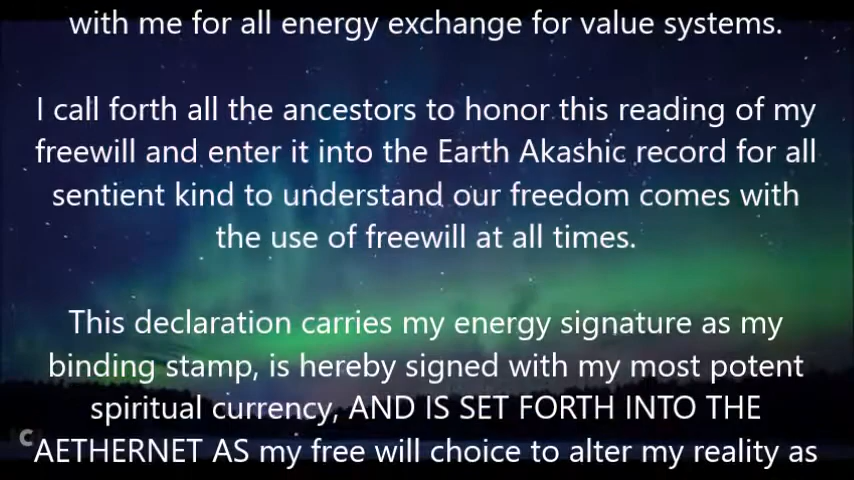 with me for all energy exchange for value systems.
I call forth all the ancestors to honor this reading of my
freewill and enter it into the Earth Akashic record for all
sentient kind to understand our freedom comes with
the use of freewill at all times.
This declaration carries my energy signature as my
binding stamp, is hereby signed with my most potent
spiritual currency, AND IS SET FORTH INTO THE
AETHERNET AS my free will choice to alter my reality as